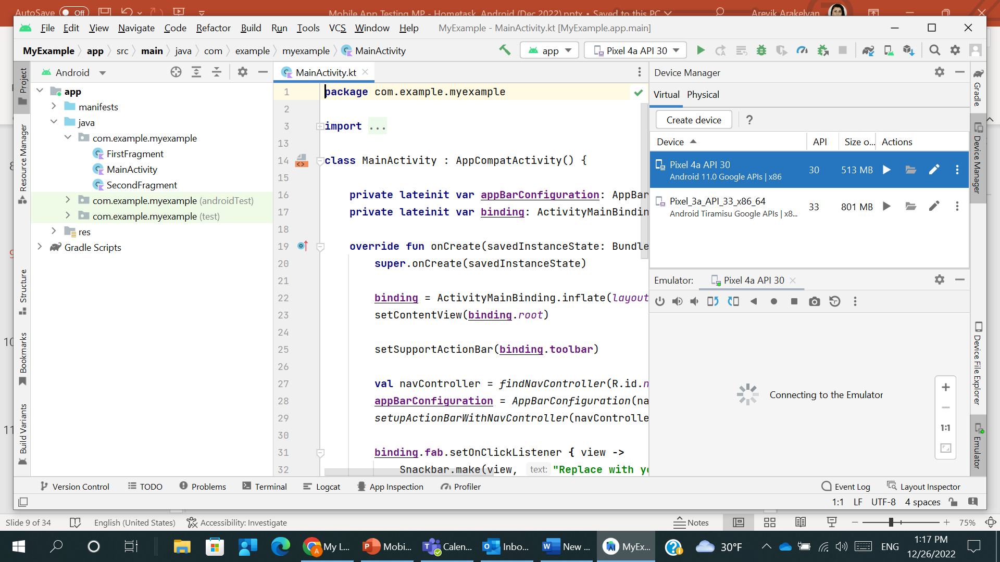 AutoSave Off
Mobile App Testing MP - Hometask_Android (Dec 2022).pptx • Saved to this PC
Arevik Arakelyan
File Edit View Navigate Code Refactor Build Run Tools VCS Window Help
MyExample - MainActivity.kt [MyExample.app.main]
MyExample app src main java com example myexample MainActivity
app
Pixel 4a API 30
Project
Resource Manager
Structure
Bookmarks
Build Variants
Android
app
manifests
java
com.example.myexample
FirstFragment
MainActivity
SecondFragment
com.example.myexample (androidTest)
com.example.myexample (test)
res
Gradle Scripts
MainActivity.kt
1 package com.example.myexample
2
3 import ...
13
14 class MainActivity : AppCompatActivity() {
15
16 private lateinit var appBarConfiguration: AppBar
17 private lateinit var binding: ActivityMainBindin
18
19 override fun onCreate(savedInstanceState: Bundle
20 super.onCreate(savedInstanceState)
21
22 binding = ActivityMainBinding.inflate(layout
23 setContentView(binding.root)
24
25 setSupportActionBar(binding.toolbar)
26
27 val navController = findNavController(R.id.n
28 appBarConfiguration = AppBarConfiguration(na
29 setupActionBarWithNavController(navControlle
30
31 binding.fab.setOnClickListener { view ->
32 Snackbar.make(view, text: "Replace with yo
Device Manager
Virtual Physical
Create device ?
Device API Size o... Actions
Pixel 4a API 30
Android 11.0 Google APIs | x86
30 513 MB
Pixel_3a_API_33_x86_64
Android Tiramisu Google APIs | x8...
33 801 MB
Emulator: Pixel 4a API 30
Connecting to the Emulator
1:1
Gradle
Device Manager
Device File Explorer
Emulator
8
9
10
11
Version Control TODO Problems Terminal Logcat App Inspection Profiler Event Log Layout Inspector
1:1 LF UTF-8 4 spaces
Slide 9 of 34 English (United States) Accessibility: Investigate Notes 75%
My L... Mobi... Calen... Inbo... New ... MyEx... 30°F ENG
1:17 PM
12/26/2022